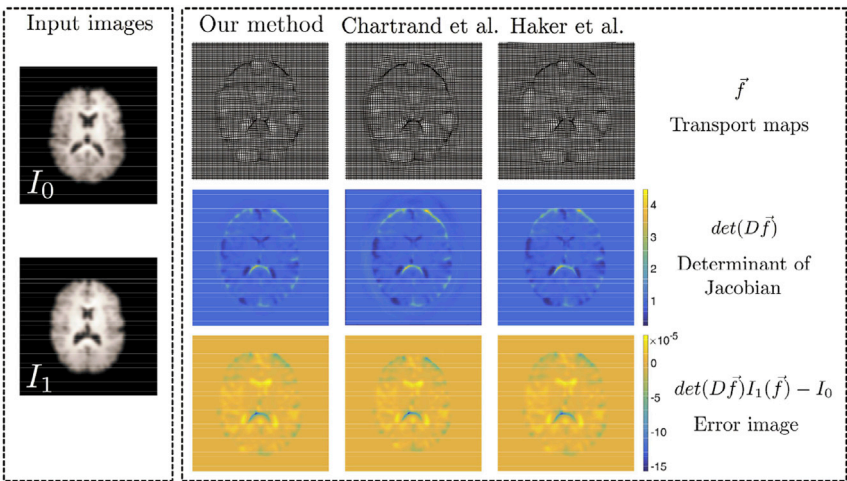 Input images
I₀
I₁
Our method Chartrand et al. Haker et al.
f⃗
Transport maps
4
3
2
1
det(Df⃗)
Determinant of
Jacobian
×10⁻⁵
0
-5
-10
-15
det(Df⃗)I₁(f⃗) − I₀
Error image